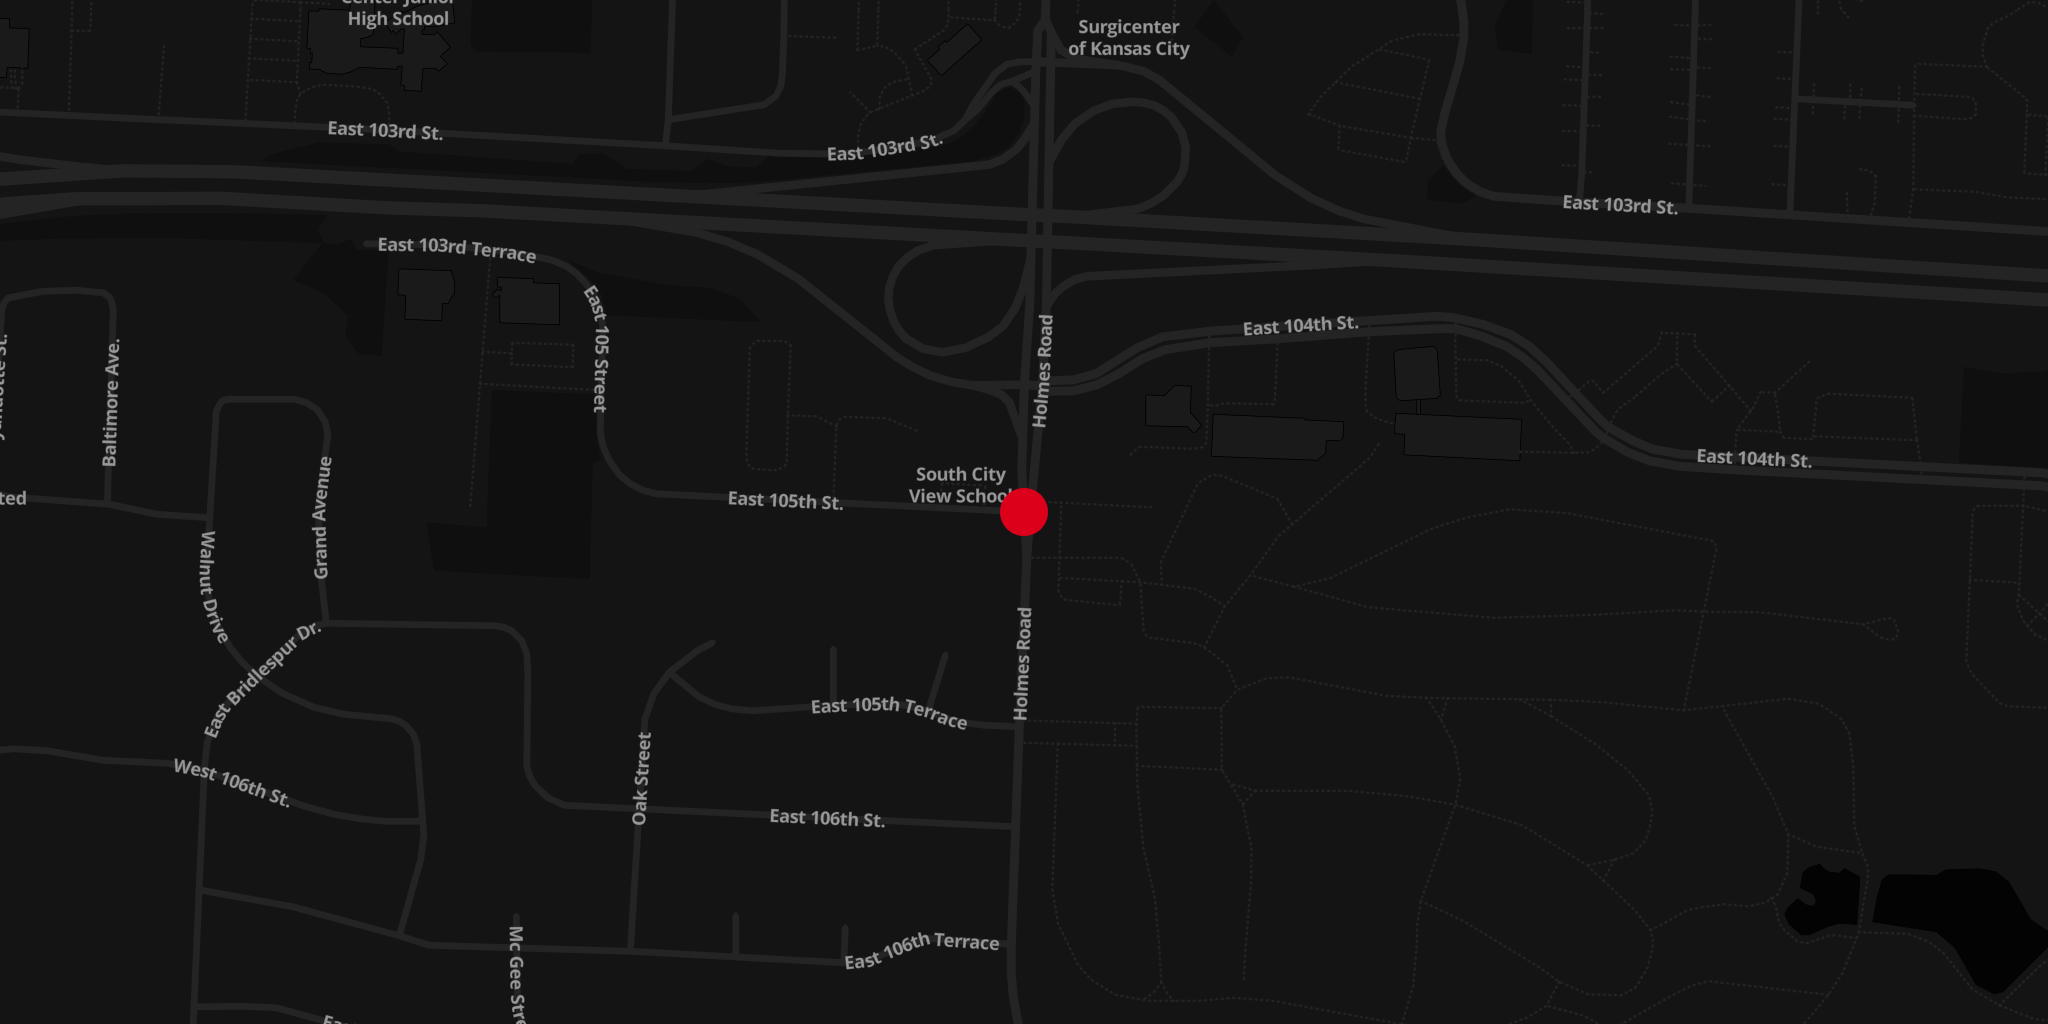 High School
Surgicenter
of Kansas City
East 103rd St.
East 103rd St.
East 103rd St.
East 103rd Terrace
East 105 Street
East 104th St.
Holmes Road
Baltimore Ave.
Grand Avenue
South City
View School
East 105th St.
East 104th St.
Walnut Drive
East Bridlespur Dr.
Holmes Road
East 105th Terrace
West 106th St.
Oak Street
East 106th St.
East 106th Terrace
Mc Gee Stre